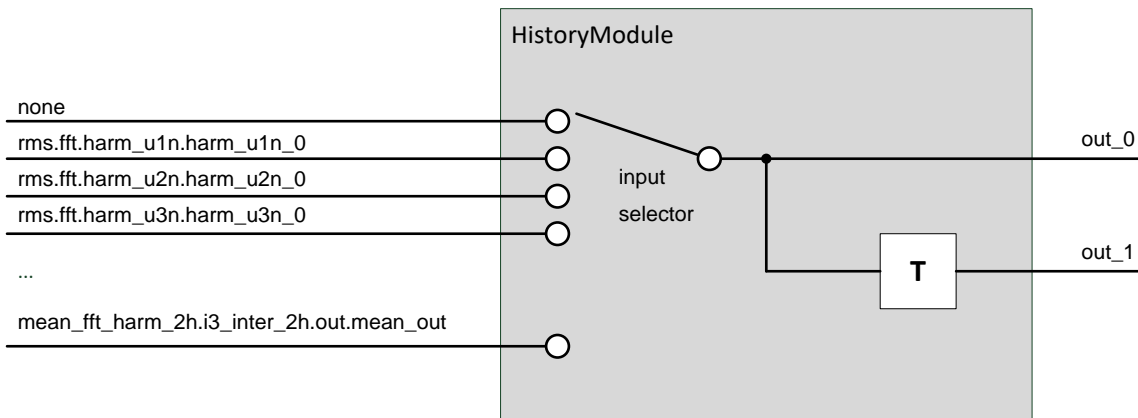 HistoryModule
none
rms.fft.harm_u1n.harm_u1n_0
out_0
rms.fft.harm_u2n.harm_u2n_0
input
rms.fft.harm_u3n.harm_u3n_0
selector
out_1
...
T
mean_fft_harm_2h.i3_inter_2h.out.mean_out